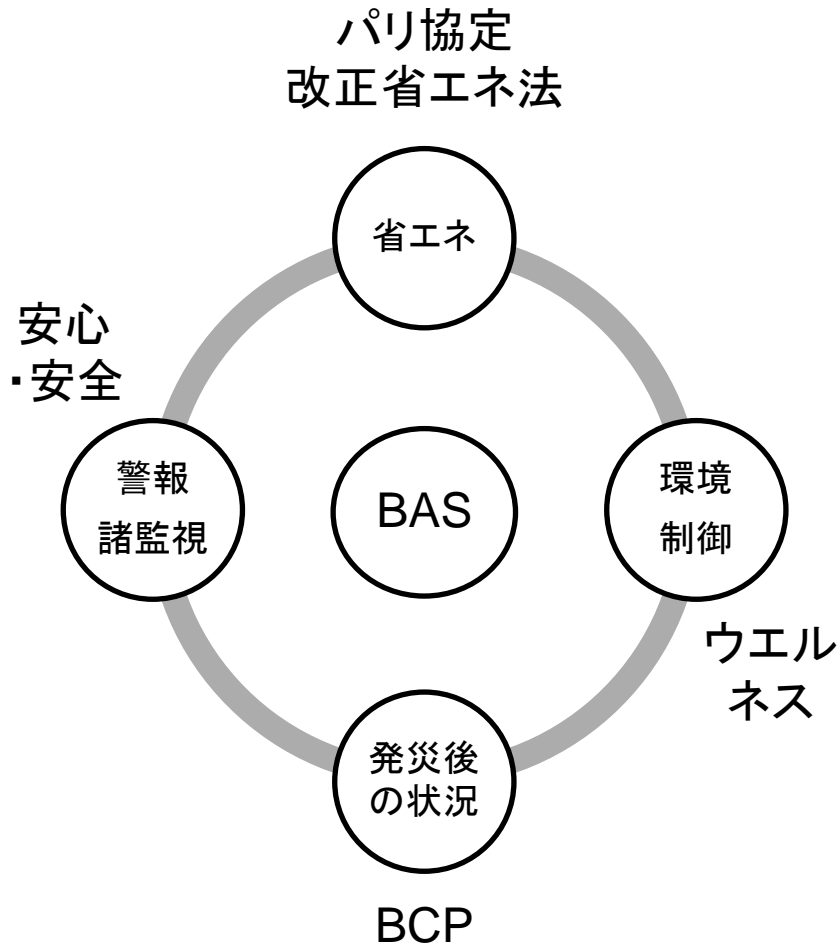 パリ協定
改正省エネ法
省エネ
安心
・安全
警報
諸監視
BAS
環境
制御
ウエル
ネス
発災後
の状況
BCP